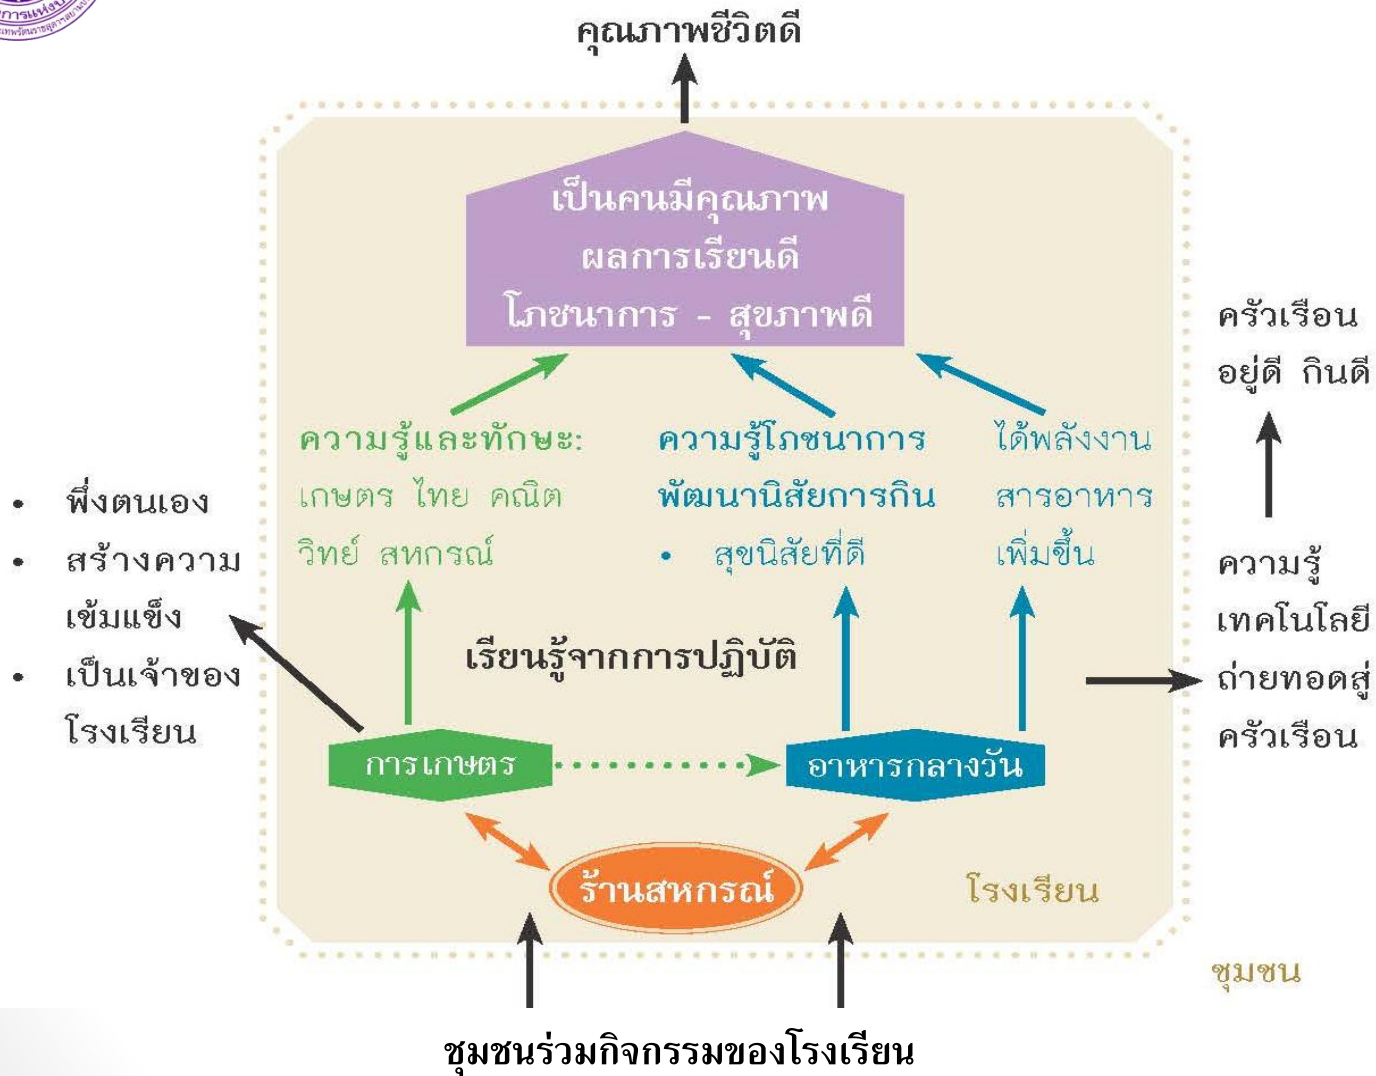 คุณภาพชีวิตดี
เป็นคนมีคุณภาพ
ผลการเรียนดี
โภชนาการ - สุขภาพดี
ความรู้และทักษะ:
เกษตร ไทย คณิต
วิทย์ สหกรณ์
ความรู้โภชนาการ
พัฒนานิสัยการกิน
• สุขนิสัยที่ดี
ได้พลังงาน
สารอาหาร
เพิ่มขึ้น
ครัวเรือน
อยู่ดี กินดี
• พึ่งตนเอง
• สร้างความ
เข้มแข็ง
• เป็นเจ้าของ
โรงเรียน
เรียนรู้จากการปฏิบัติ
ความรู้
เทคโนโลยี
ถ่ายทอดสู่
ครัวเรือน
การเกษตร
อาหารกลางวัน
ร้านสหกรณ์
โรงเรียน
ชุมชน
ชุมชนร่วมกิจกรรมของโรงเรียน